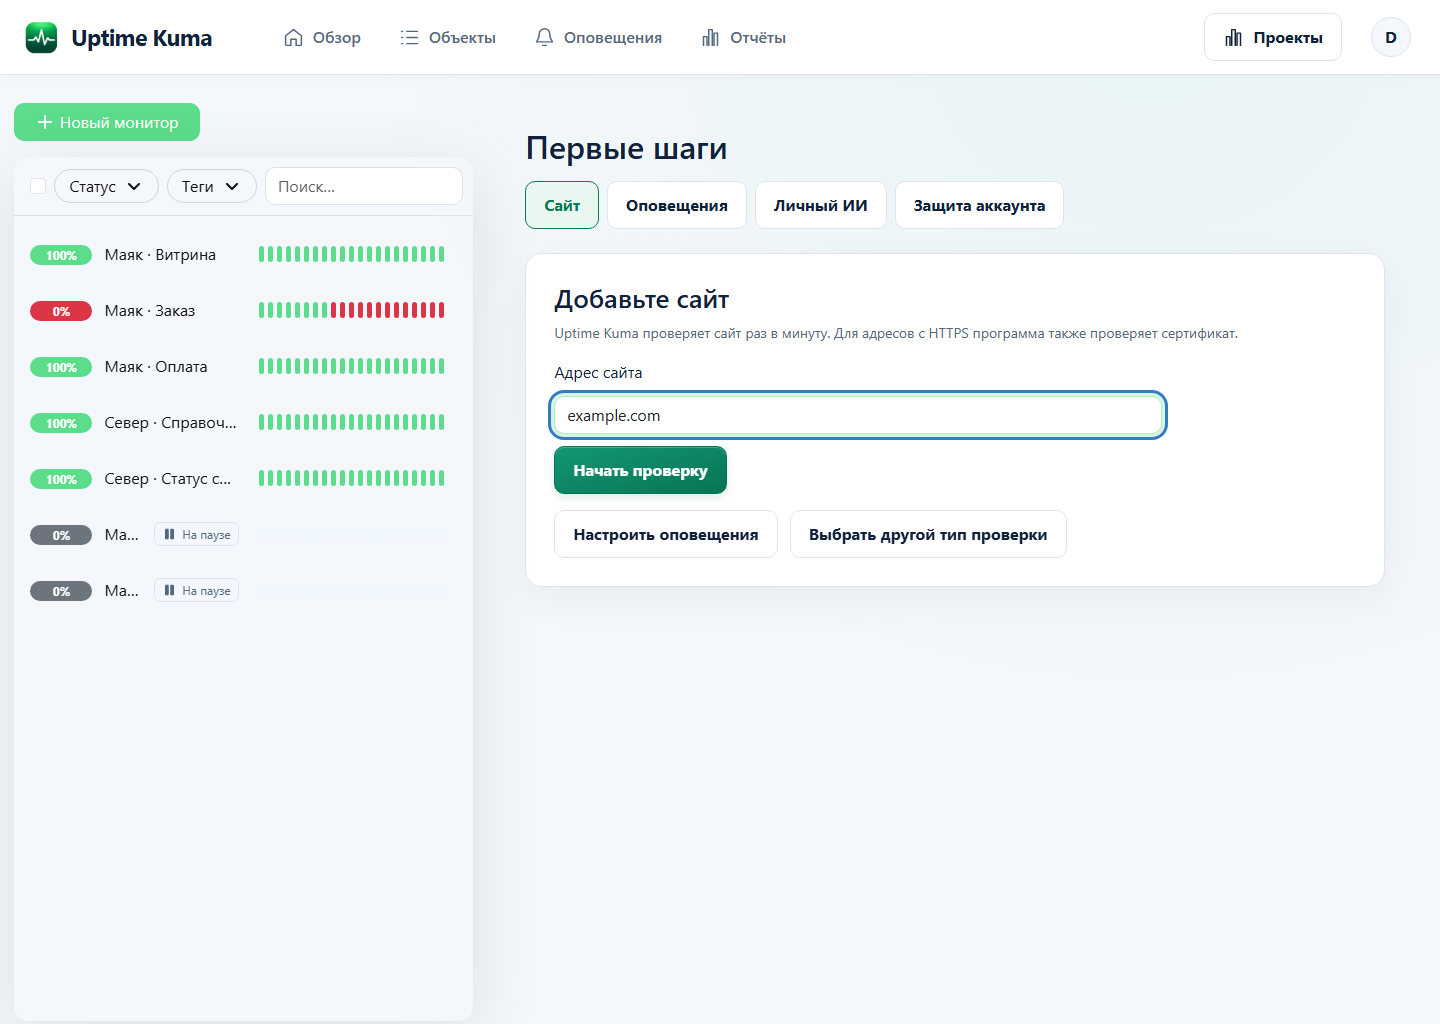 Uptime Kuma
Обзор
Объекты
Оповещения
Отчёты
Проекты
D
Новый монитор
Статус
Теги
Поиск...
100% Маяк · Витрина
0% Маяк · Заказ
100% Маяк · Оплата
100% Север · Справоч...
100% Север · Статус с...
0% Ма... На паузе
0% Ма... На паузе
Первые шаги
Сайт
Оповещения
Личный ИИ
Защита аккаунта
Добавьте сайт
Uptime Kuma проверяет сайт раз в минуту. Для адресов с HTTPS программа также проверяет сертификат.
Адрес сайта
example.com
Начать проверку
Настроить оповещения
Выбрать другой тип проверки